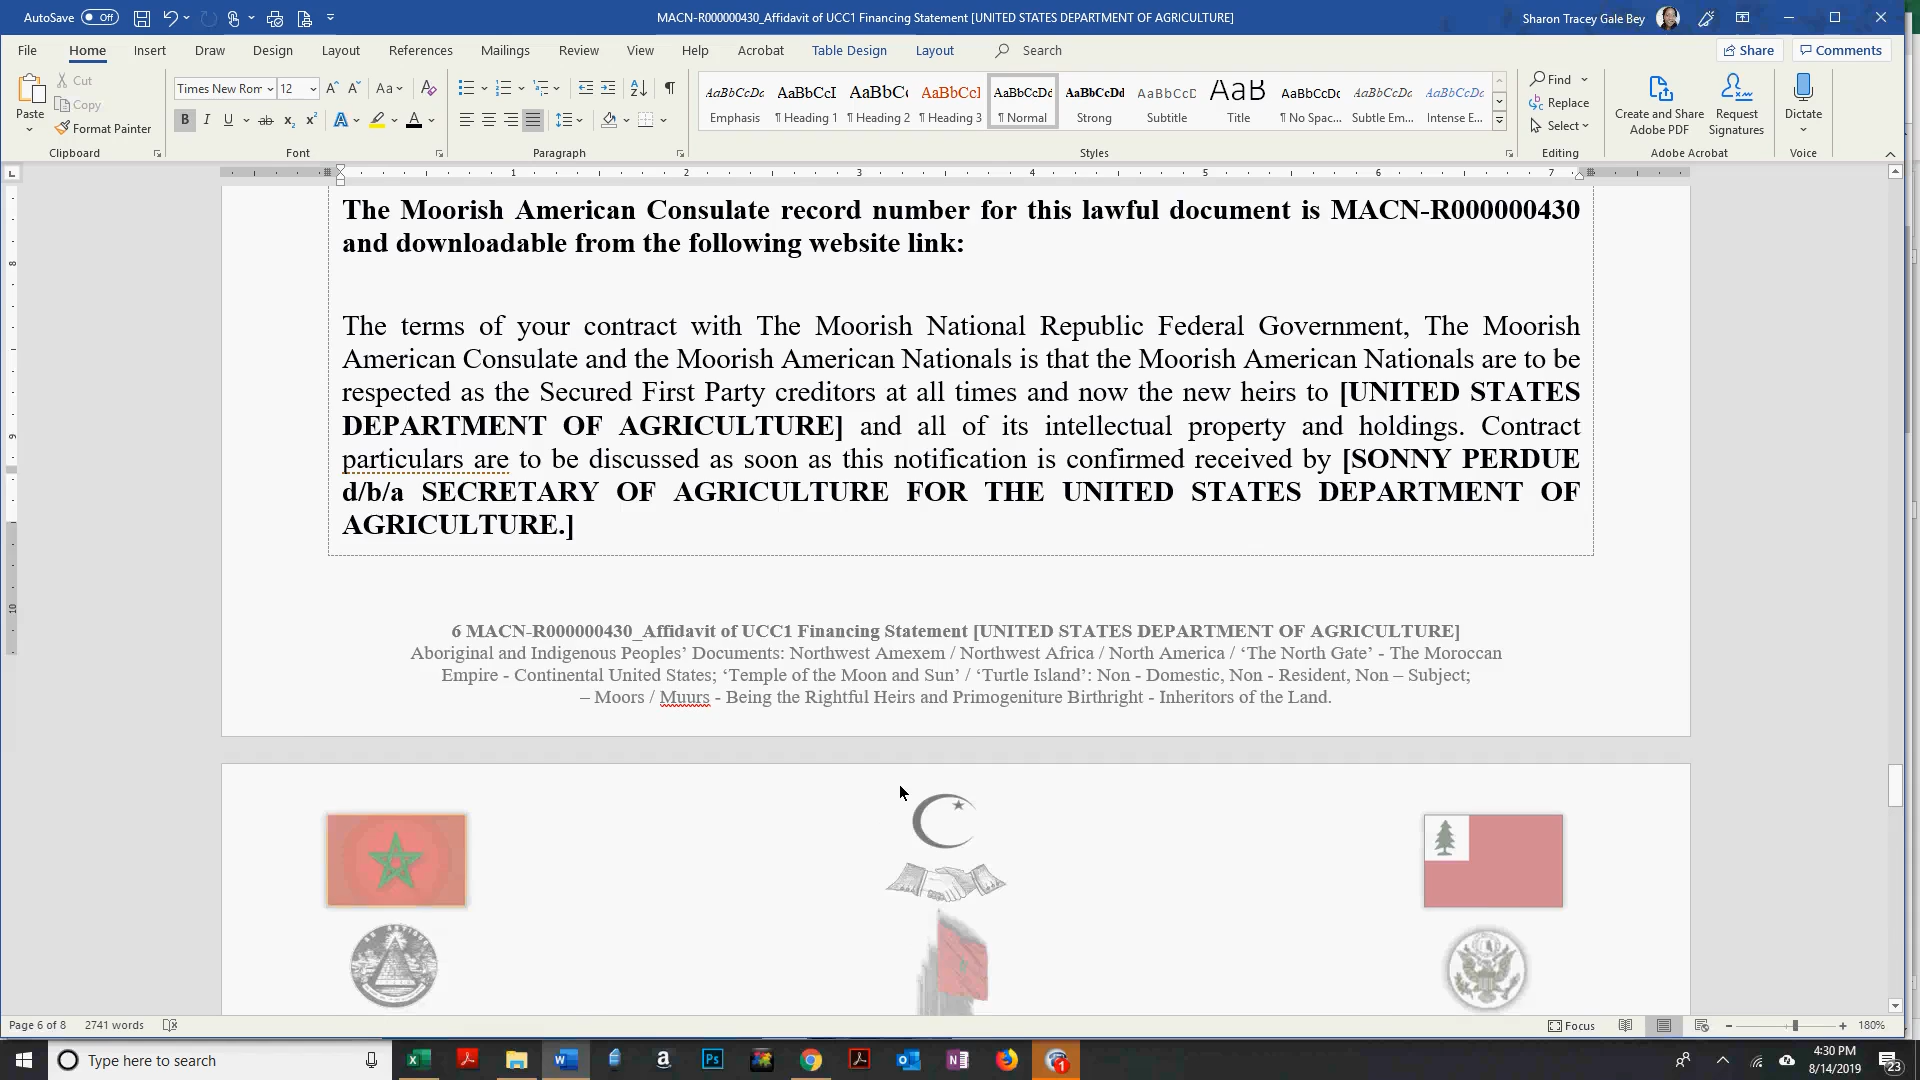 AutoSave Off MACN-R000000430_Affidavit of UCC1 Financing Statement [UNITED STATES DEPARTMENT OF AGRICULTURE] Sharon Tracey Gale Bey
File Home Insert Draw Design Layout References Mailings Review View Help Acrobat Table Design Layout Search Share Comments
Paste Cut Copy Format Painter
Times New Rom 12
AaBbCcDc AaBbCcI AaBbCc AaBbCcI AaBbCcDd AaBbCcDd AaBbCcD AaB AaBbCcDc AaBbCcDc AaBbCcDc
Emphasis ¶ Heading 1 ¶ Heading 2 ¶ Heading 3 ¶ Normal Strong Subtitle Title ¶ No Spac... Subtle Em... Intense E...
Find Replace Select
Create and Share Adobe PDF Request Signatures Dictate
Clipboard Font Paragraph Styles Editing Adobe Acrobat Voice
1 2 3 4 5 6 7
8
9
10
The Moorish American Consulate record number for this lawful document is MACN-R000000430
and downloadable from the following website link:
The terms of your contract with The Moorish National Republic Federal Government, The Moorish
American Consulate and the Moorish American Nationals is that the Moorish American Nationals are to be
respected as the Secured First Party creditors at all times and now the new heirs to [UNITED STATES
DEPARTMENT OF AGRICULTURE] and all of its intellectual property and holdings. Contract
particulars are to be discussed as soon as this notification is confirmed received by [SONNY PERDUE
d/b/a SECRETARY OF AGRICULTURE FOR THE UNITED STATES DEPARTMENT OF
AGRICULTURE.]
6 MACN-R000000430_Affidavit of UCC1 Financing Statement [UNITED STATES DEPARTMENT OF AGRICULTURE]
Aboriginal and Indigenous Peoples’ Documents: Northwest Amexem / Northwest Africa / North America / ‘The North Gate’ - The Moroccan
Empire - Continental United States; ‘Temple of the Moon and Sun’ / ‘Turtle Island’: Non - Domestic, Non - Resident, Non – Subject;
– Moors / Muurs - Being the Rightful Heirs and Primogeniture Birthright - Inheritors of the Land.
Page 6 of 8 2741 words Focus 180%
Type here to search
4:30 PM
8/14/2019
23